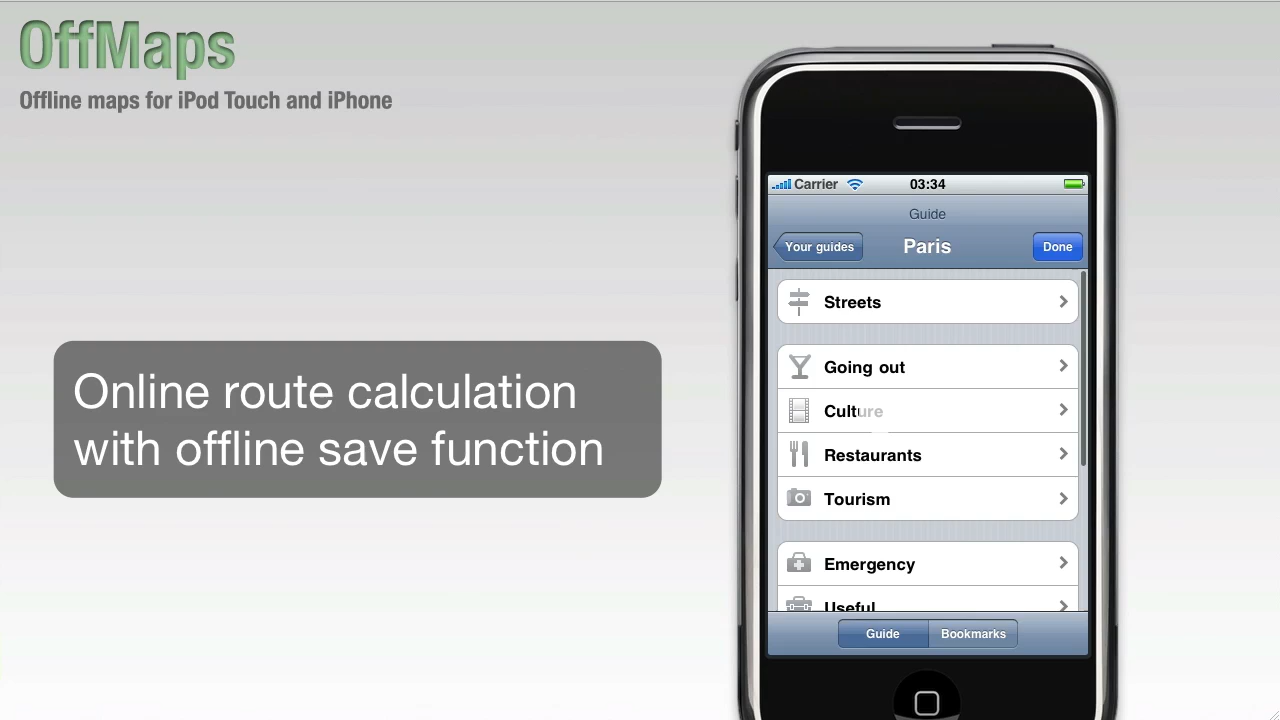 OffMaps
Offline maps for iPod Touch and iPhone
Online route calculation
with offline save function
Carrier 03:34
Guide
Your guides Paris Done
Streets
Going out
Culture
Restaurants
Tourism
Emergency
Useful
Guide Bookmarks